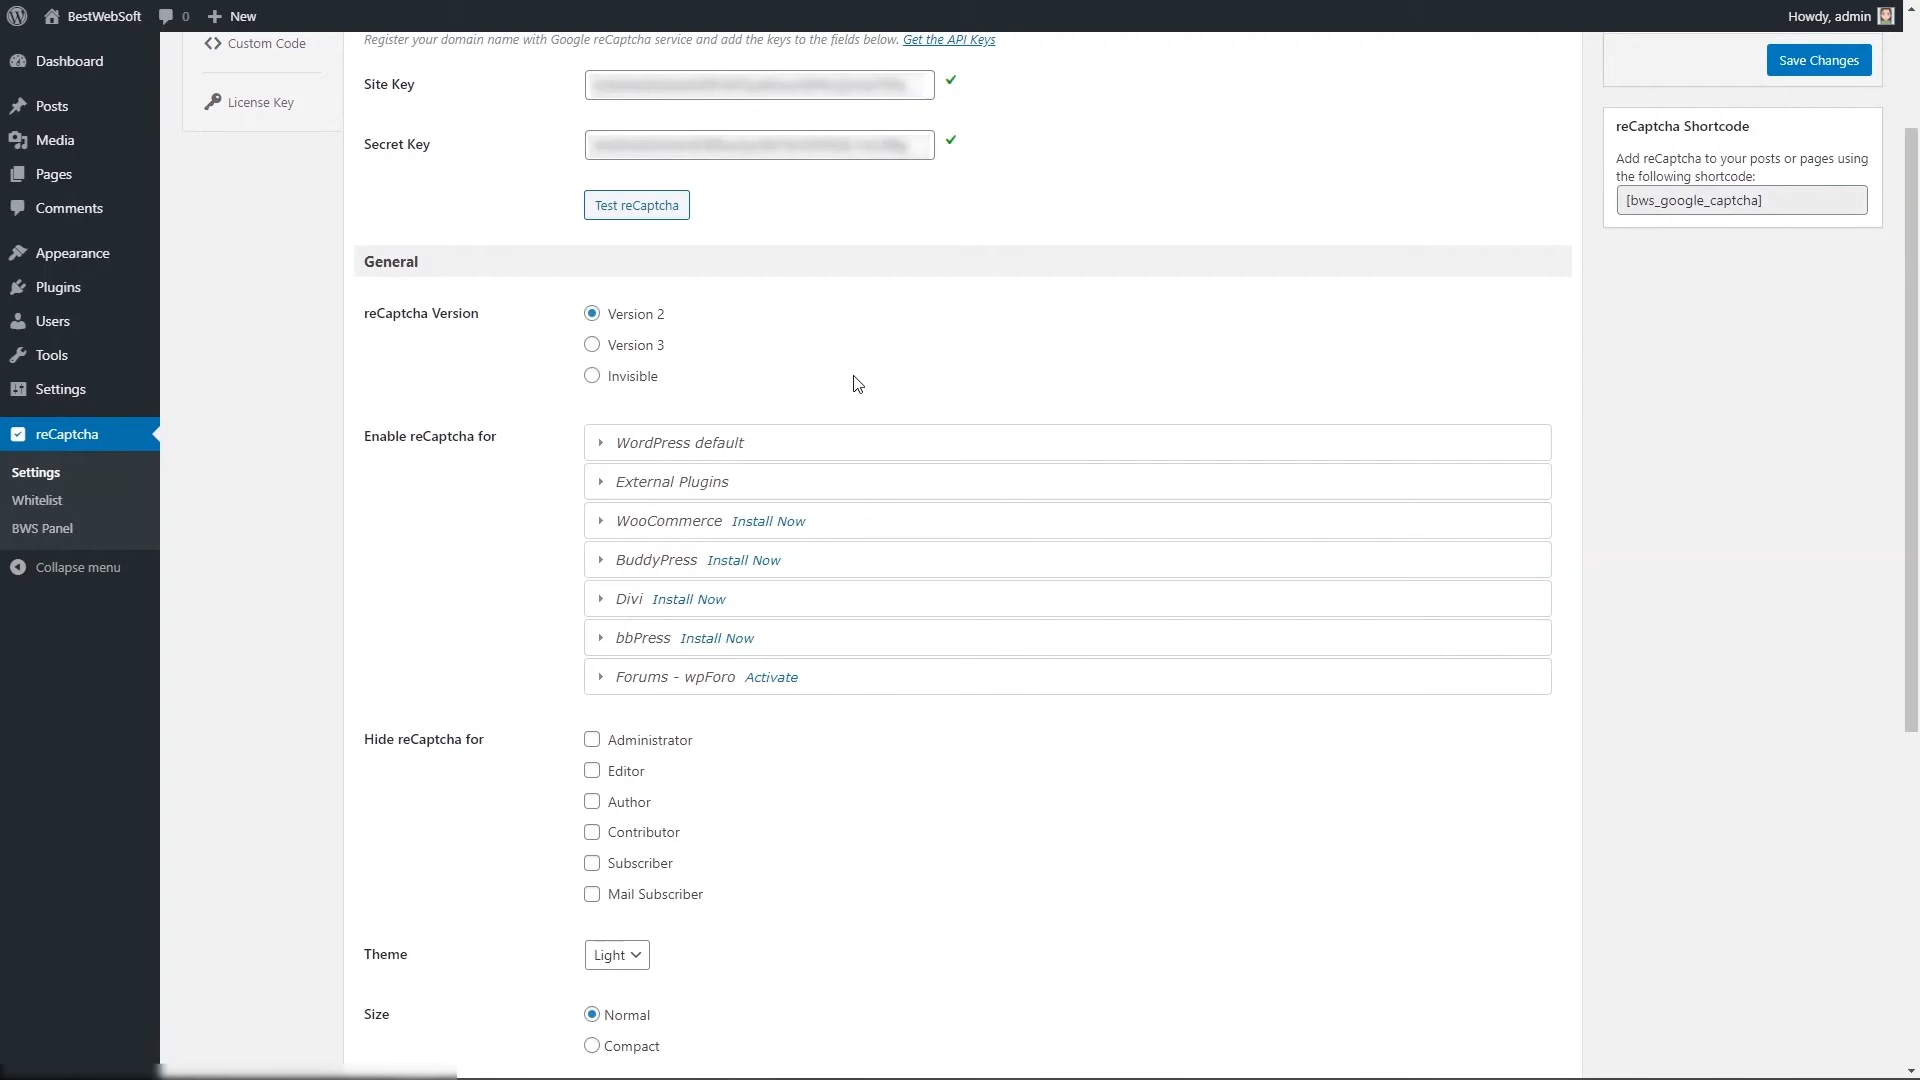 BestWebSoft
0
New
Howdy, admin
Dashboard
Posts
Media
Pages
Comments
Appearance
Plugins
Users
Tools
Settings
reCaptcha
Settings
Whitelist
BWS Panel
Collapse menu
Custom Code
License Key
Register your domain name with Google reCaptcha service and add the keys to the fields below. Get the API Keys
Site Key
Secret Key
Test reCaptcha
General
reCaptcha Version
Version 2
Version 3
Invisible
Enable reCaptcha for
WordPress default
External Plugins
WooCommerce Install Now
BuddyPress Install Now
Divi Install Now
bbPress Install Now
Forums - wpForo Activate
Hide reCaptcha for
Administrator
Editor
Author
Contributor
Subscriber
Mail Subscriber
Theme
Light
Size
Normal
Compact
Save Changes
reCaptcha Shortcode
Add reCaptcha to your posts or pages using
the following shortcode:
[bws_google_captcha]